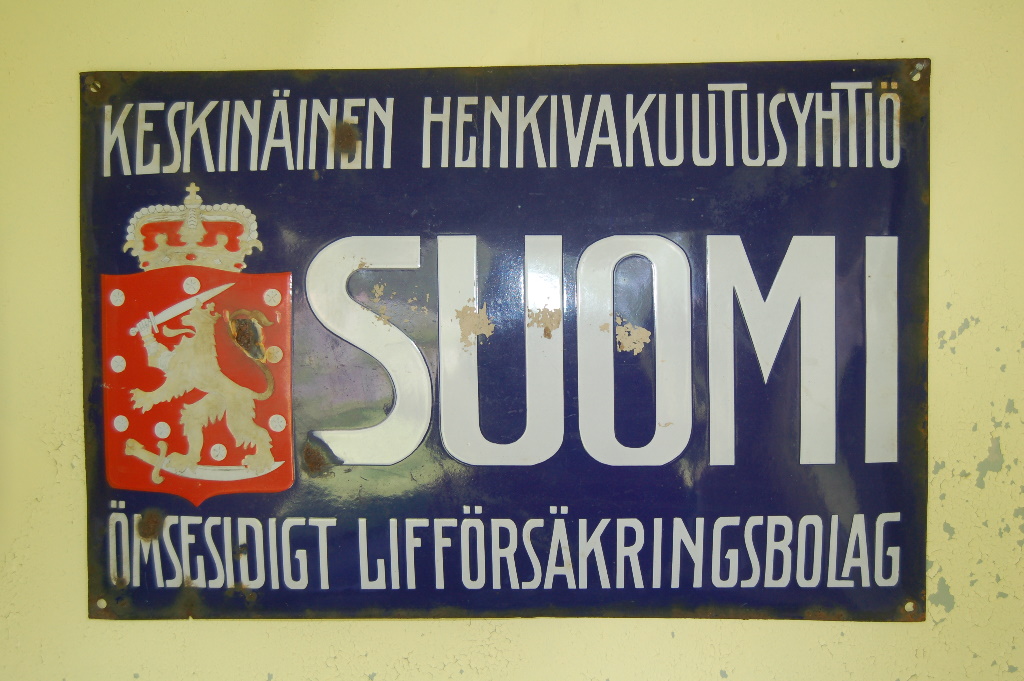 KESKINÄINEN HENKIVAKUUTUSYHTIÖ
SUOMI
ÖMSESIDIGT LIFFÖRSÄKRINGSBOLAG